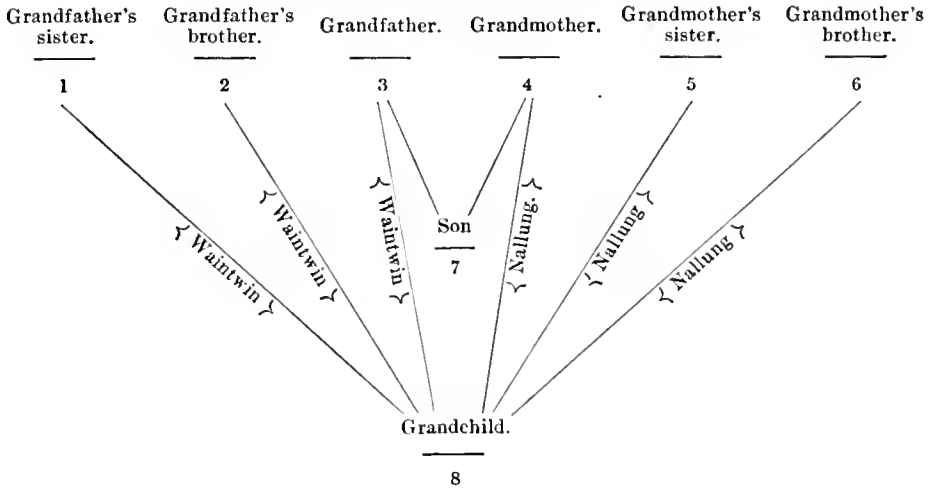 Grandfather's sister.
Grandfather's brother.
Grandfather.
Grandmother.
Grandmother's sister.
Grandmother's brother.
1
2
3
4
5
6
Waintwin
Waintwin
Waintwin
Nallung.
Nallung
Nallung
Son
7
Grandchild.
8